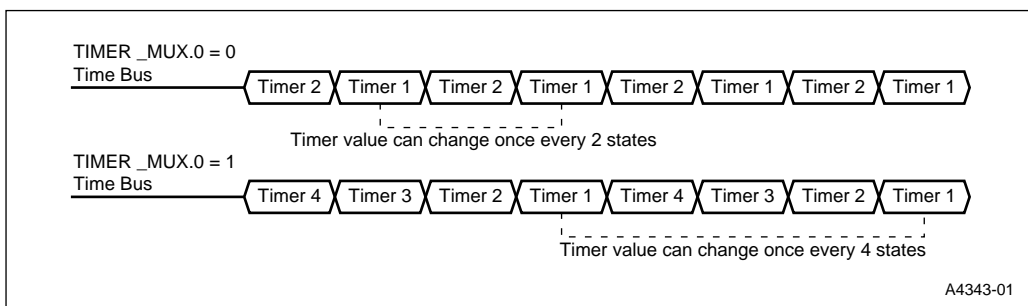 TIMER _MUX.0 = 0
Time Bus
Timer 2 Timer 1 Timer 2 Timer 1 Timer 2 Timer 1 Timer 2 Timer 1
Timer value can change once every 2 states
TIMER _MUX.0 = 1
Time Bus
Timer 4 Timer 3 Timer 2 Timer 1 Timer 4 Timer 3 Timer 2 Timer 1
Timer value can change once every 4 states
A4343-01